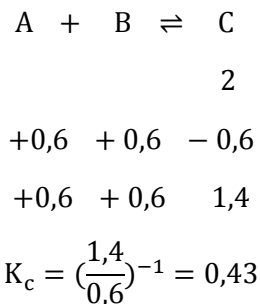 A + B ⇌ C
2
+0,6 + 0,6 − 0,6
+0,6 + 0,6 1,4
K_c = (1,4/0,6)^−1 = 0,43